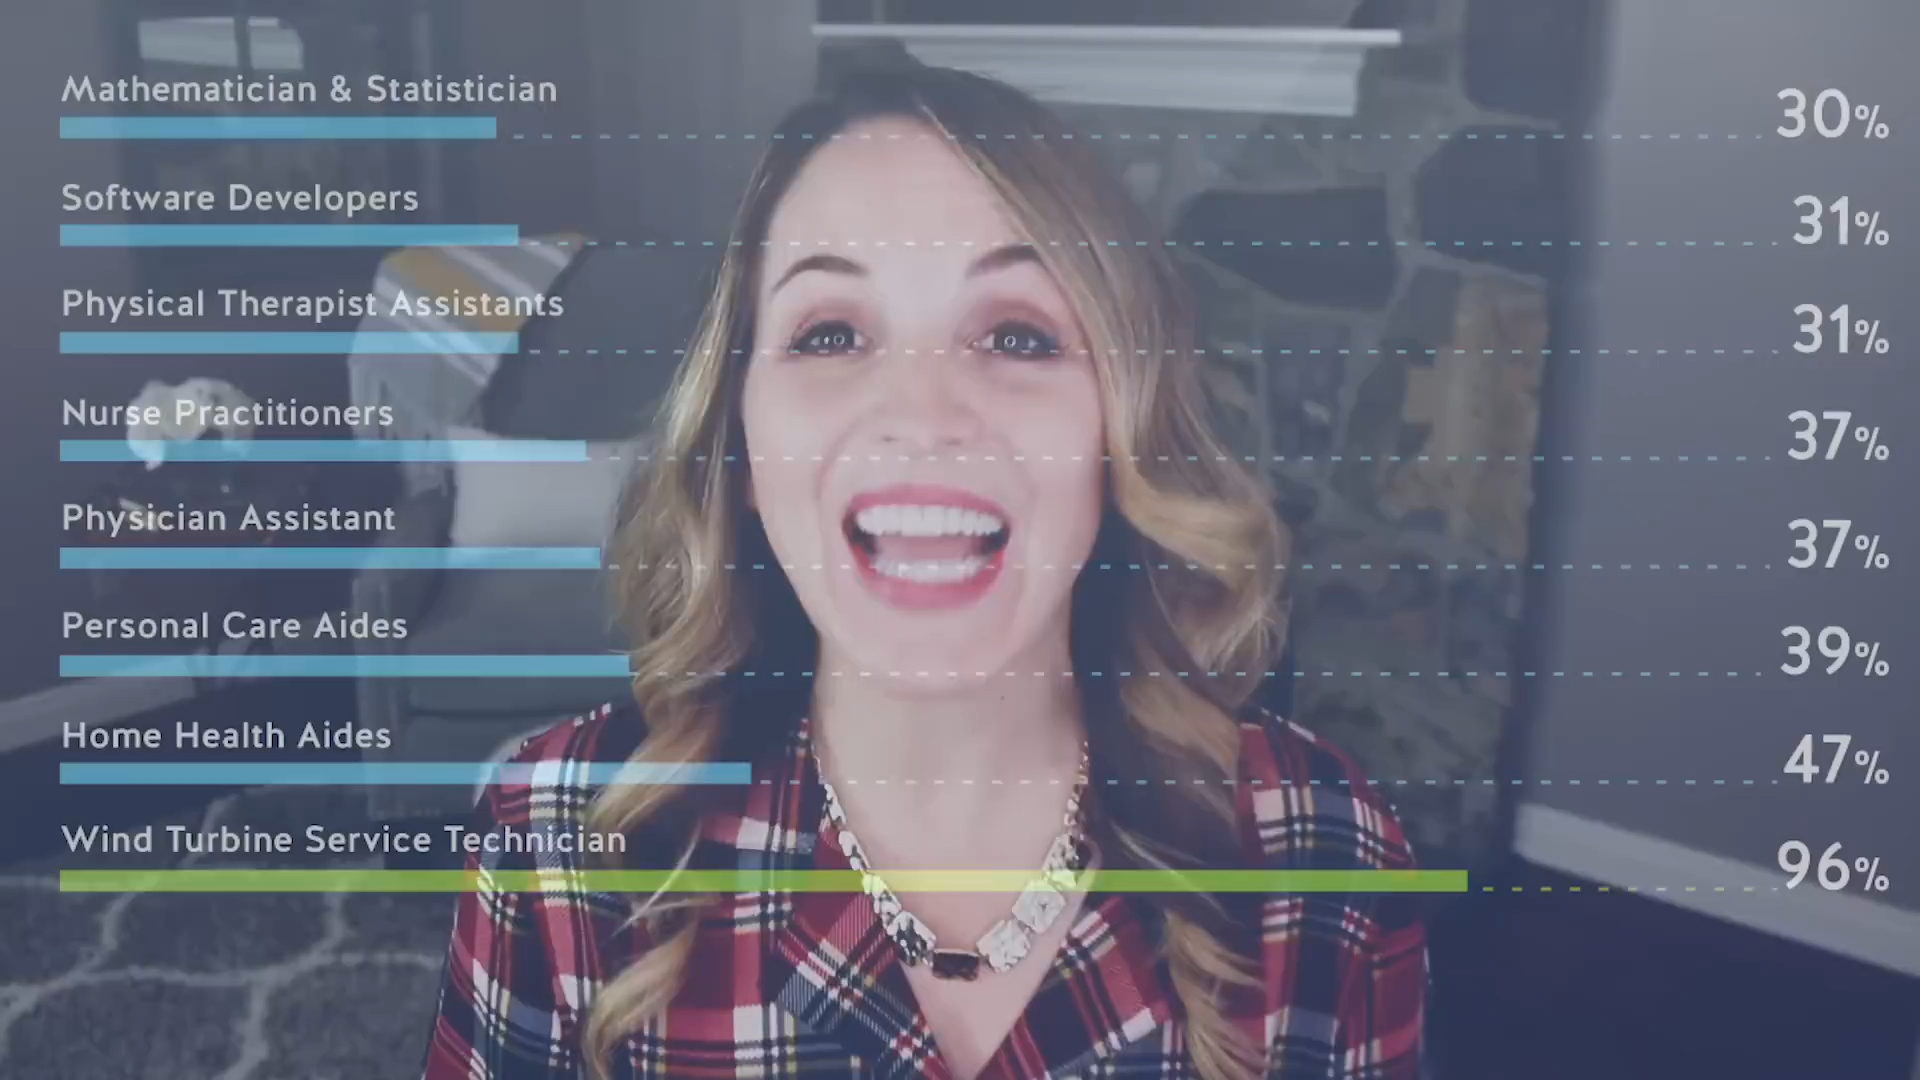 Mathematician & Statistician
30%
Software Developers
31%
Physical Therapist Assistants
31%
Nurse Practitioners
37%
Physician Assistant
37%
Personal Care Aides
39%
Home Health Aides
47%
Wind Turbine Service Technician
96%